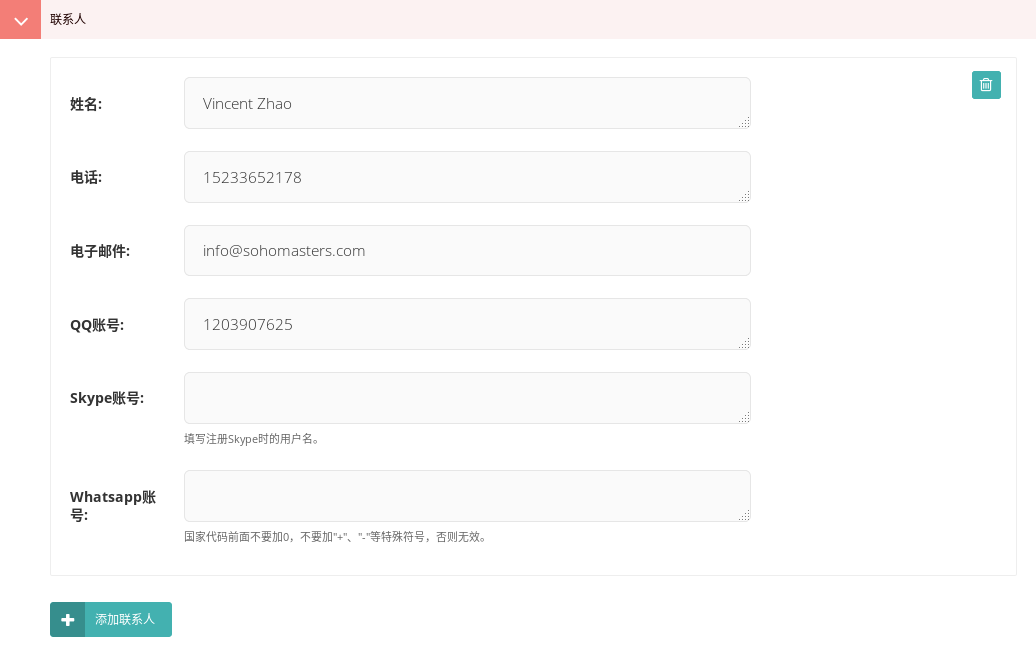 联系人
姓名:
Vincent Zhao
电话:
15233652178
电子邮件:
info@sohomasters.com
QQ账号:
1203907625
Skype账号:
填写注册Skype时的用户名。
Whatsapp账
号:
国家代码前面不要加0，不要加"+"、"-"等特殊符号，否则无效。
添加联系人